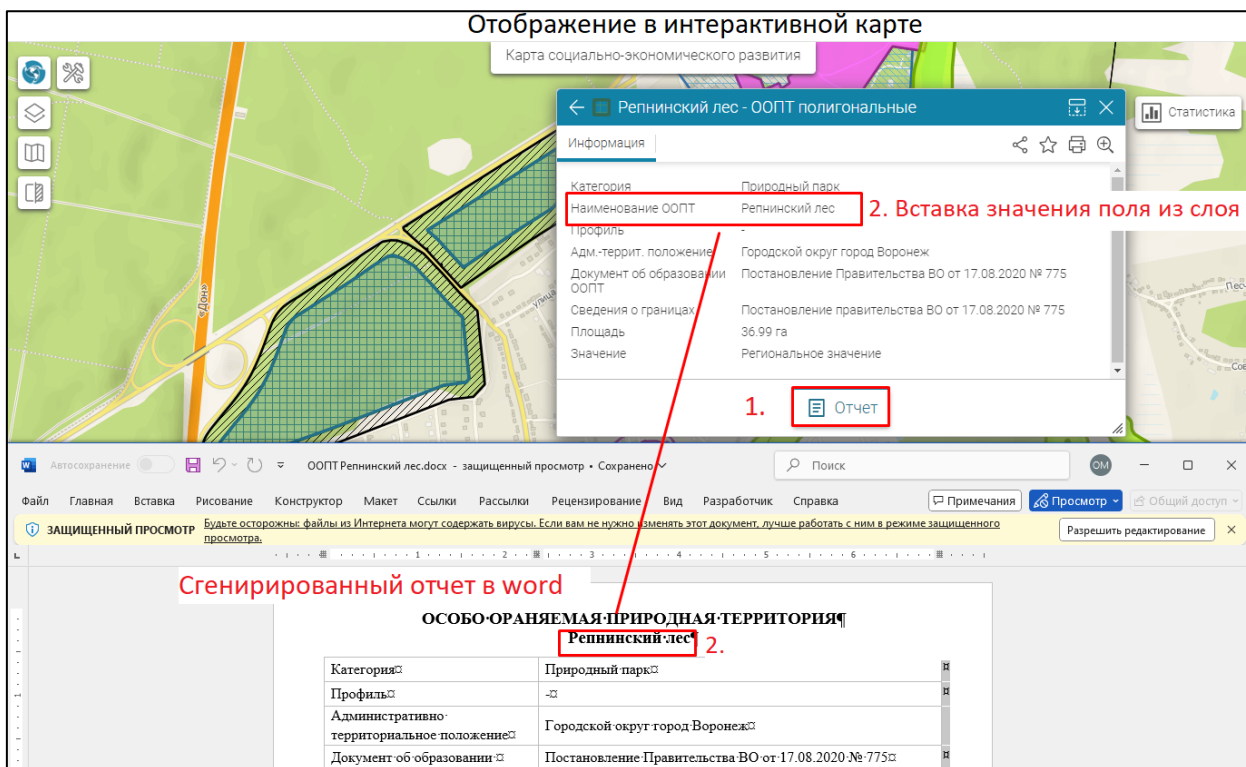 Отображение в интерактивной карте
Карта социально-экономического развития
Репнинский лес - ООПТ полигональные
Статистика
Информация
Категория Природный парк
Наименование ООПТ Репнинский лес
2. Вставка значения поля из слоя
Профиль -
Адм.-террит. положение Городской округ город Воронеж
Документ об образовании Постановление Правительства ВО от 17.08.2020 № 775
ООПТ
Сведения о границах Постановление правительства ВО от 17.08.2020 № 775
Площадь 36.99 га
Значение Региональное значение
1. Отчет
«Дон»
улица
Автосохранение ООПТ Репнинский лес.docx - защищенный просмотр • Сохранено Поиск ОМ
Файл Главная Вставка Рисование Конструктор Макет Ссылки Рассылки Рецензирование Вид Разработчик Справка Примечания Просмотр Общий доступ
ЗАЩИЩЕННЫЙ ПРОСМОТР Будьте осторожны: файлы из Интернета могут содержать вирусы. Если вам не нужно изменять этот документ, лучше работать с ним в режиме защищенного
просмотра.
Разрешить редактирование
1 2 3 4 5 6
Сгенирированный отчет в word
ОСОБО·ОРАНЯЕМАЯ·ПРИРОДНАЯ·ТЕРРИТОРИЯ¶
Репнинский·лес¶
2.
Категория¤ Природный·парк¤
Профиль¤ -¤
Административно-
территориальное·положение¤ Городской·округ·город·Воронеж¤
Документ·об·образовании·¤ Постановление·Правительства·ВО·от·17.08.2020·№·775¤